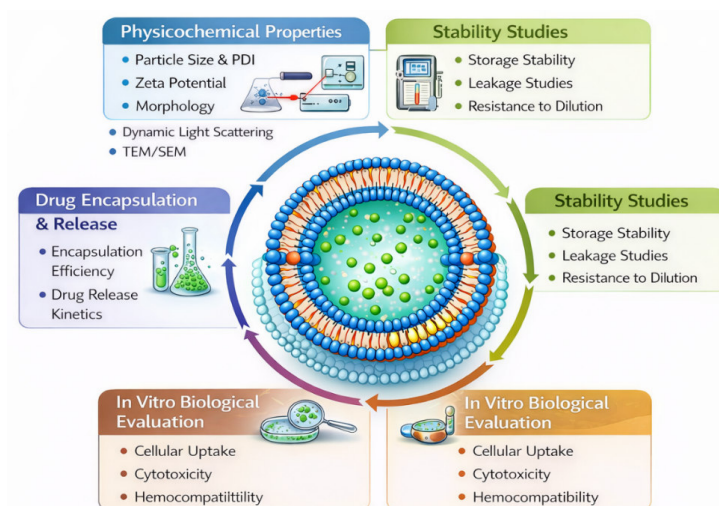 Physicochemical Properties
Particle Size & PDI
Zeta Potential
Morphology
Dynamic Light Scattering
TEM/SEM
Stability Studies
Storage Stability
Leakage Studies
Resistance to Dilution
Drug Encapsulation
& Release
Encapsulation
Efficiency
Drug Release
Kinetics
Stability Studies
Storage Stability
Leakage Studies
Resistance to Dilution
In Vitro Biological
Evaluation
Cellular Uptake
Cytotoxicity
Hemocompatilttility
In Vitro Biological
Evaluation
Cellular Uptake
Cytotoxicity
Hemocompatibility